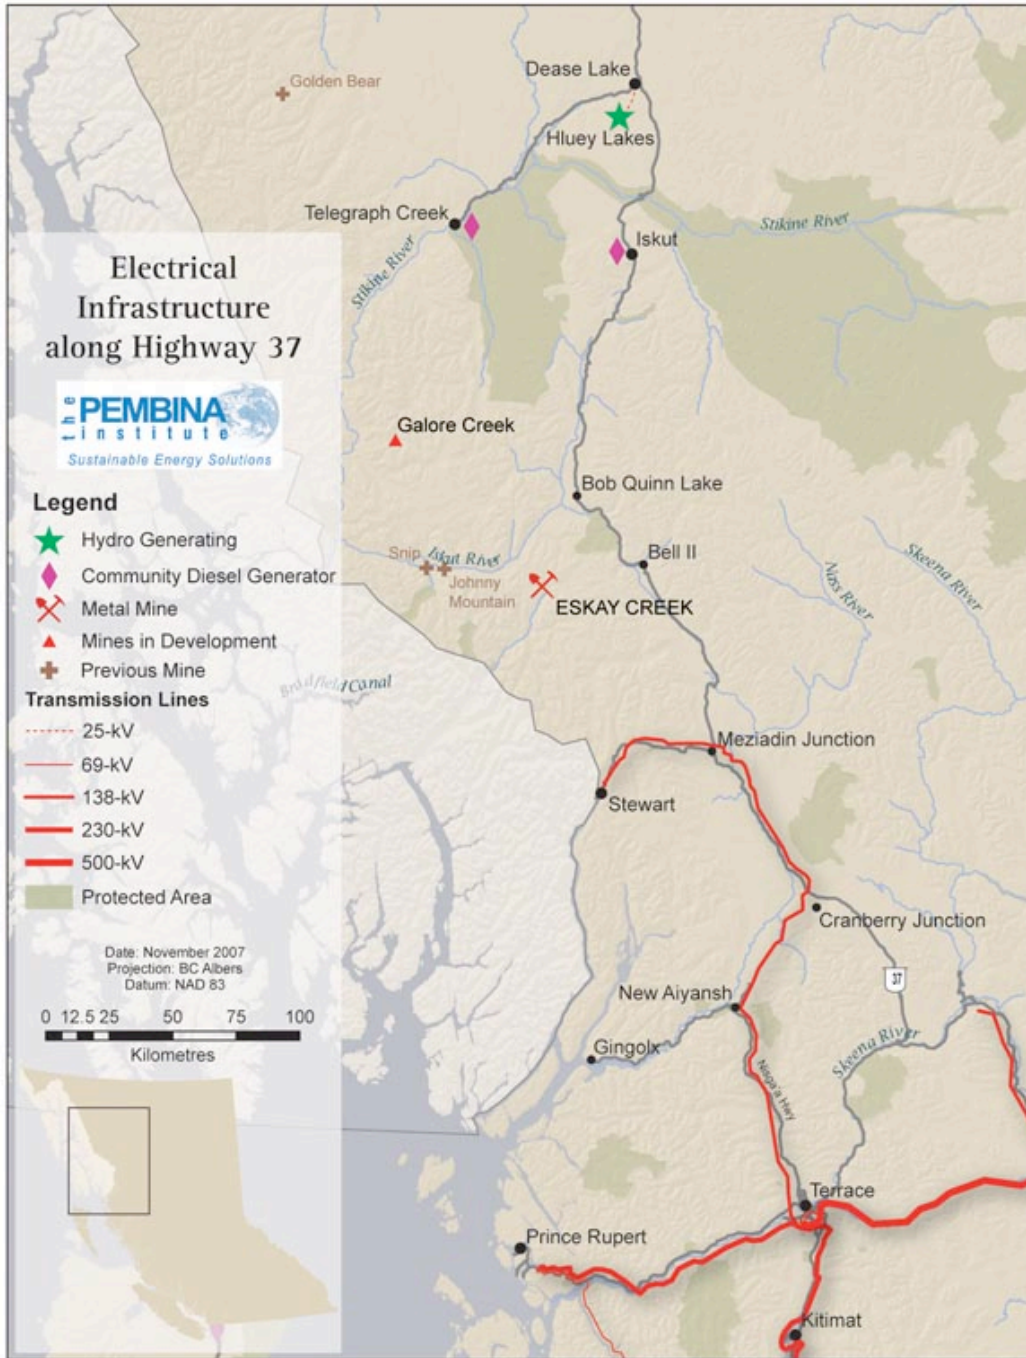 Golden Bear
Dease Lake
Hluey Lakes
Telegraph Creek
Stikine River
Iskut
Stikine River
Electrical
Infrastructure
along Highway 37
the PEMBINA
institute
Sustainable Energy Solutions
Galore Creek
Bob Quinn Lake
Legend
Hydro Generating
Community Diesel Generator
Metal Mine
Mines in Development
Previous Mine
Transmission Lines
25-kV
69-kV
138-kV
230-kV
500-kV
Protected Area
Snip
Iskut River
Johnny
Mountain
Bell II
ESKAY CREEK
Nass River
Skeena River
Bradfield Canal
Meziadin Junction
Stewart
Cranberry Junction
Date: November 2007
Projection: BC Albers
Datum: NAD 83
0 12.5 25 50 75 100
Kilometres
37
New Aiyansh
Gingolx
Skeena River
Nisga'a Hwy
Terrace
Prince Rupert
Kitimat